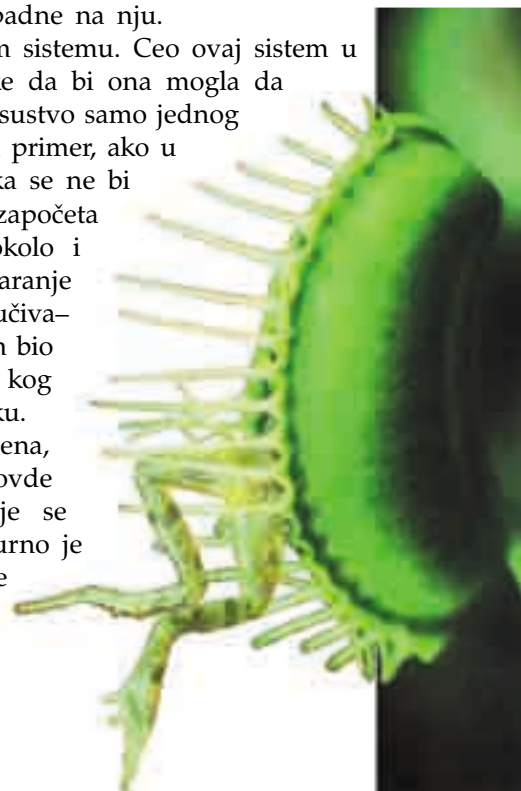 padne na nju.
m sistemu. Ceo ovaj sistem u
e da bi ona mogla da
sustvo samo jednog
primer, ako u
ka se ne bi
započeta
okolo i
aranje
učiva–
n bio
kog
ku.
ena,
ovde
je se
urno je
e